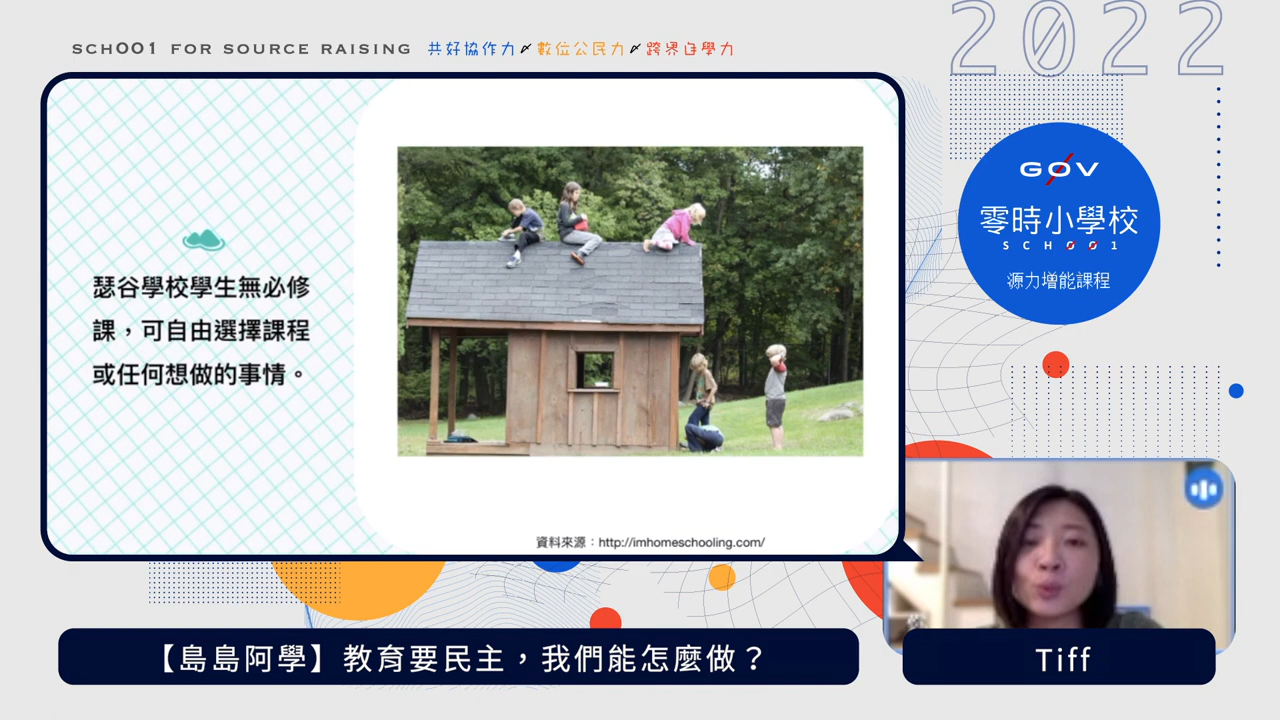 SCH001 FOR SOURCE RAISING 共好協作力 數位公民力 跨界自學力
2022
瑟谷學校學生無必修
課，可自由選擇課程
或任何想做的事情。
資料來源：http://imhomeschooling.com/
G0V
零時小學校
SCH001
源力增能課程
【島島阿學】教育要民主，我們能怎麼做？
Tiff